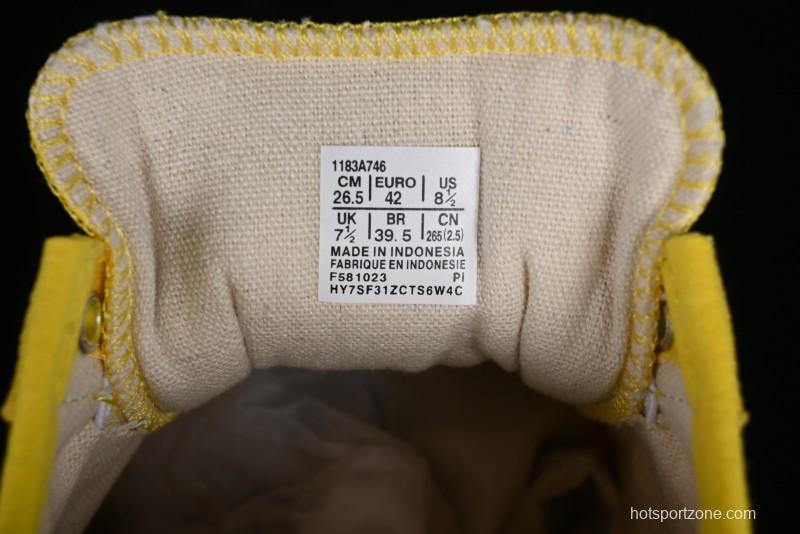 1183A746
CM EURO US
26.5 42 8½
UK BR CN
7½ 39.5 265(2.5)
MADE IN INDONESIA
FABRIQUE EN INDONESIE
F581023 PI
HY7SF31ZCTS6W4C
hotsportzone.com